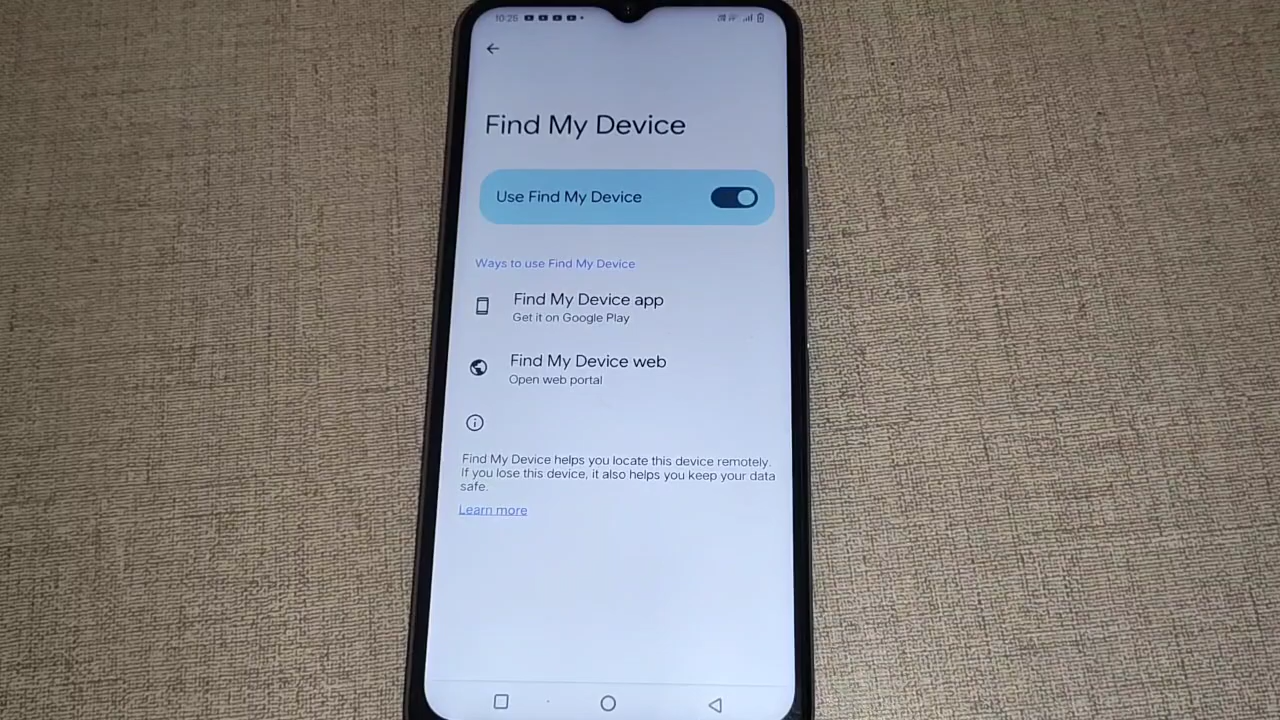 10:25
Find My Device
Use Find My Device
Ways to use Find My Device
Find My Device app
Get it on Google Play
Find My Device web
Open web portal
Find My Device helps you locate this device remotely.
If you lose this device, it also helps you keep your data
safe.
Learn more